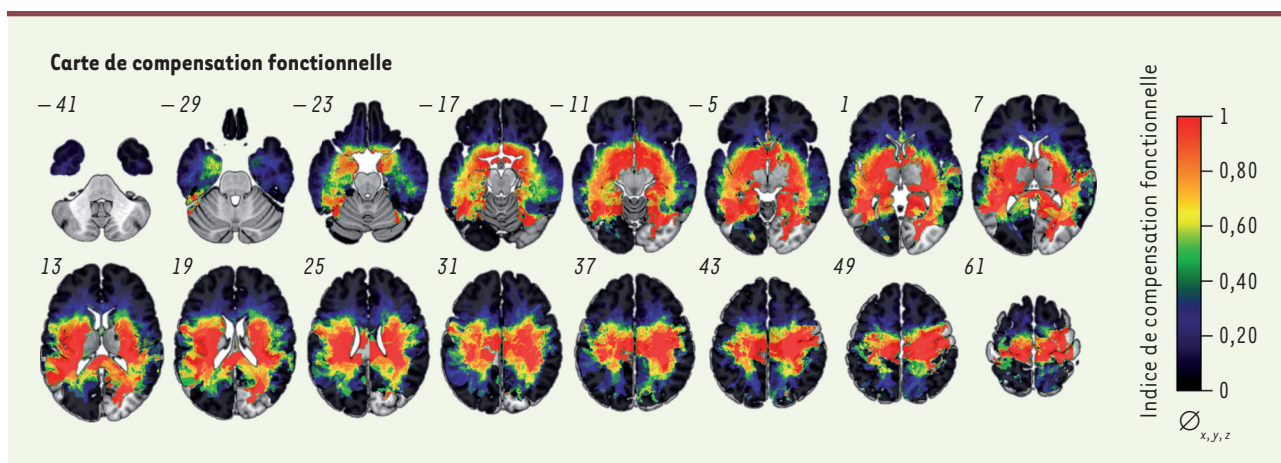 Carte de compensation fonctionnelle
– 41 – 29 – 23 – 17 – 11 – 5 1 7
13 19 25 31 37 43 49 61
Indice de compensation fonctionnelle
1
0,80
0,60
0,40
0,20
0
∅x, y, z